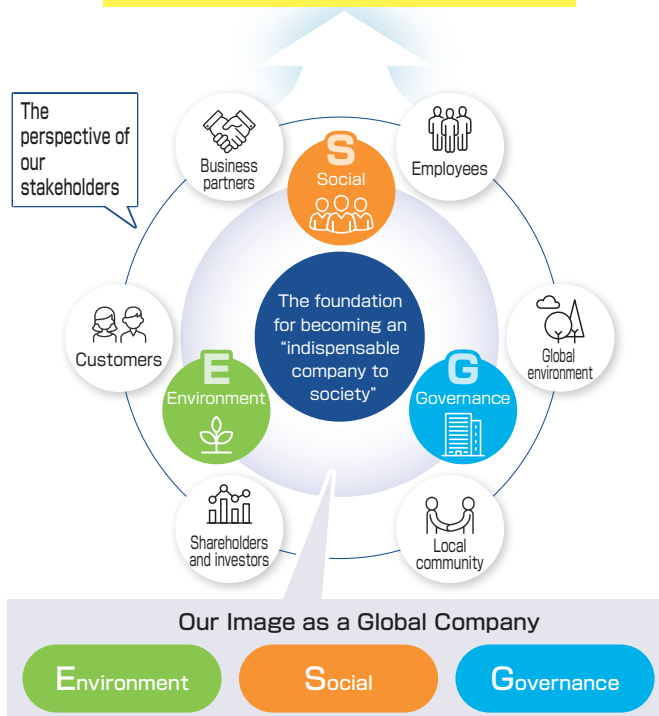 The
perspective of
our
stakeholders
Business
partners
S
Social
Employees
Customers
The foundation
for becoming an
“indispensable
company to
society”
Global
environment
E
Environment
G
Governance
Shareholders
and investors
Local
community
Our Image as a Global Company
Environment
Social
Governance